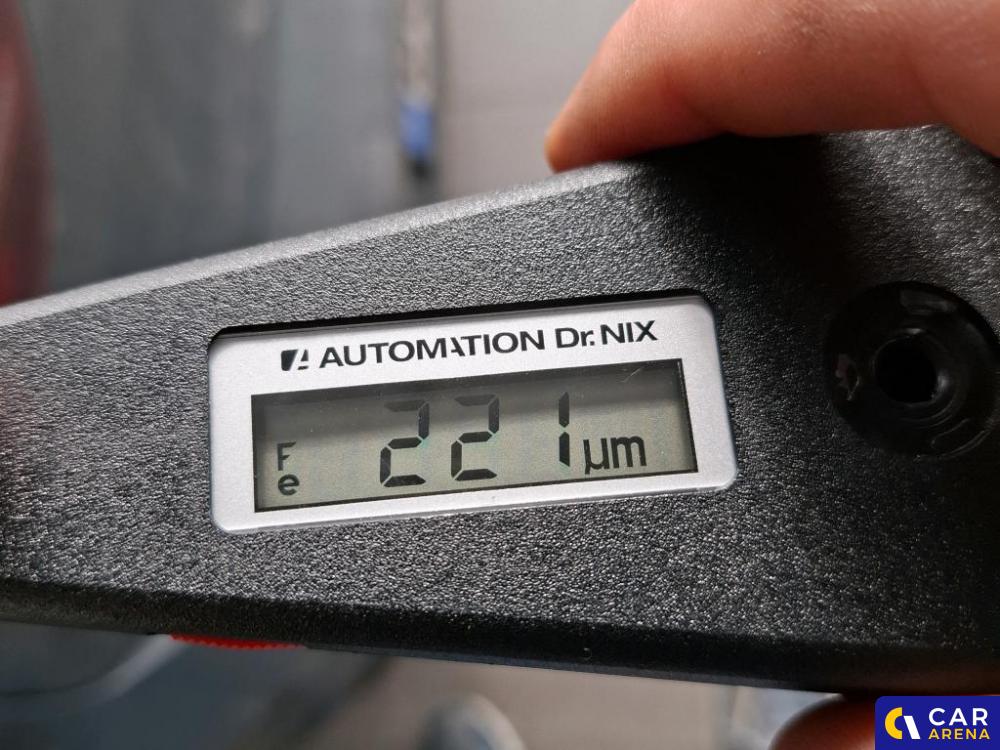 AUTOMATION Dr. NIX
Fe 221 µm
CAR
ARENA